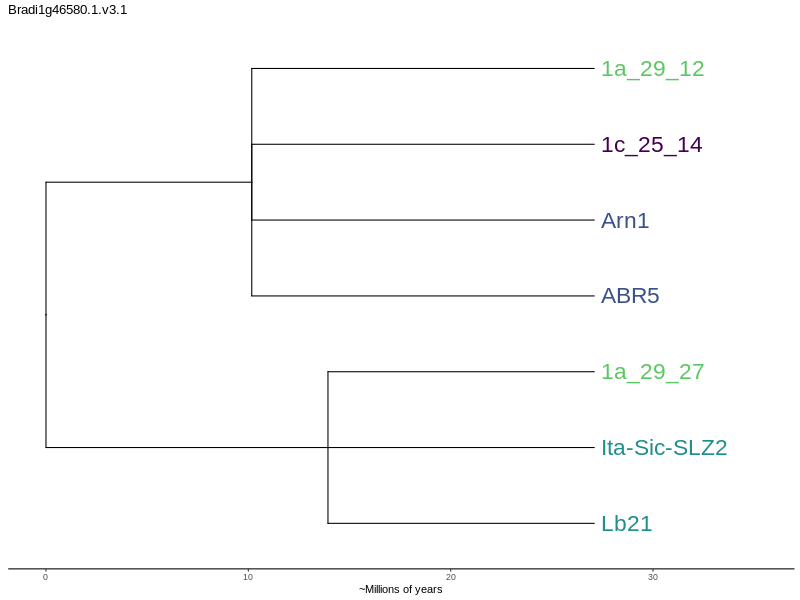 Bradi1g46580.1.v3.1
1a_29_12
1c_25_14
Arn1
ABR5
1a_29_27
Ita-Sic-SLZ2
Lb21
0 10 20 30
~Millions of years